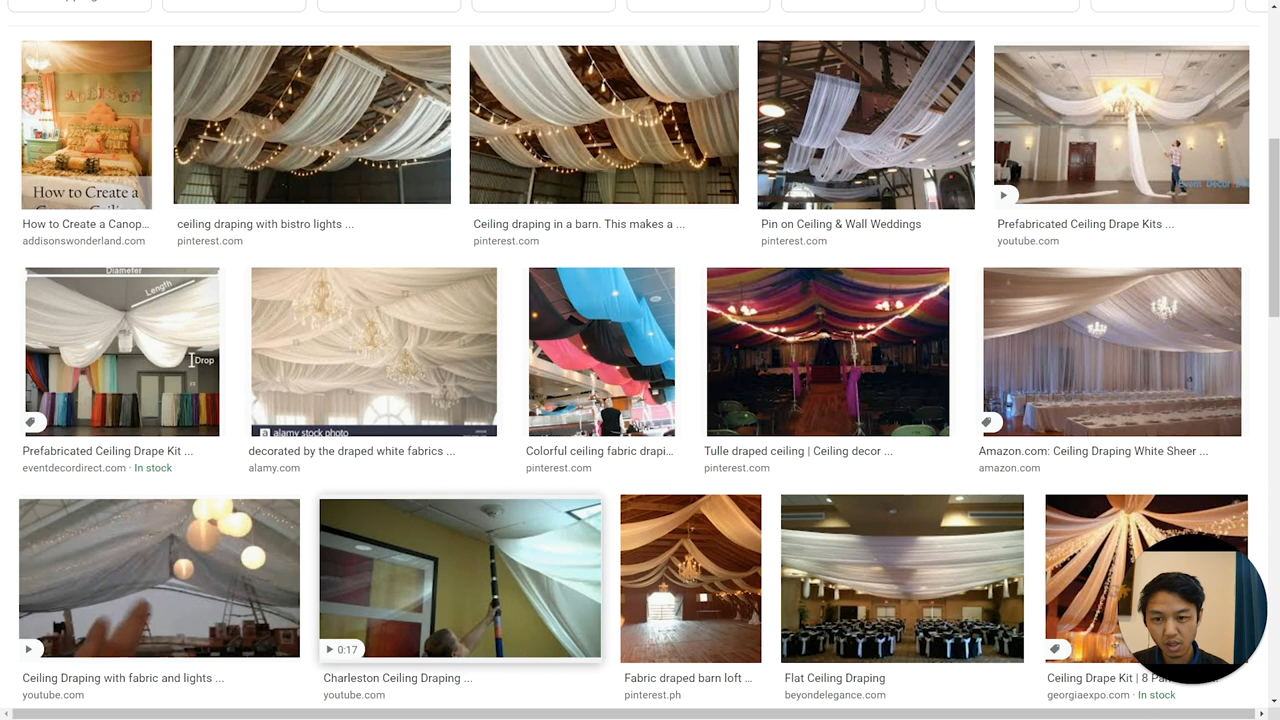 How to Create a
How to Create a Canop...
addisonswonderland.com
ceiling draping with bistro lights ...
pinterest.com
Ceiling draping in a barn. This makes a ...
pinterest.com
Pin on Ceiling & Wall Weddings
pinterest.com
Event Decor
Prefabricated Ceiling Drape Kits ...
youtube.com
Diameter
Length
Drop
Prefabricated Ceiling Drape Kit ...
eventdecordirect.com · In stock
a alamy stock photo
decorated by the draped white fabrics ...
alamy.com
Colorful ceiling fabric drapi...
pinterest.com
Tulle draped ceiling | Ceiling decor ...
pinterest.com
Amazon.com: Ceiling Draping White Sheer ...
amazon.com
Ceiling Draping with fabric and lights ...
youtube.com
0:17
Charleston Ceiling Draping ...
youtube.com
Fabric draped barn loft ...
pinterest.ph
Flat Ceiling Draping
beyondelegance.com
Ceiling Drape Kit | 8
georgiaexpo.com · In stock